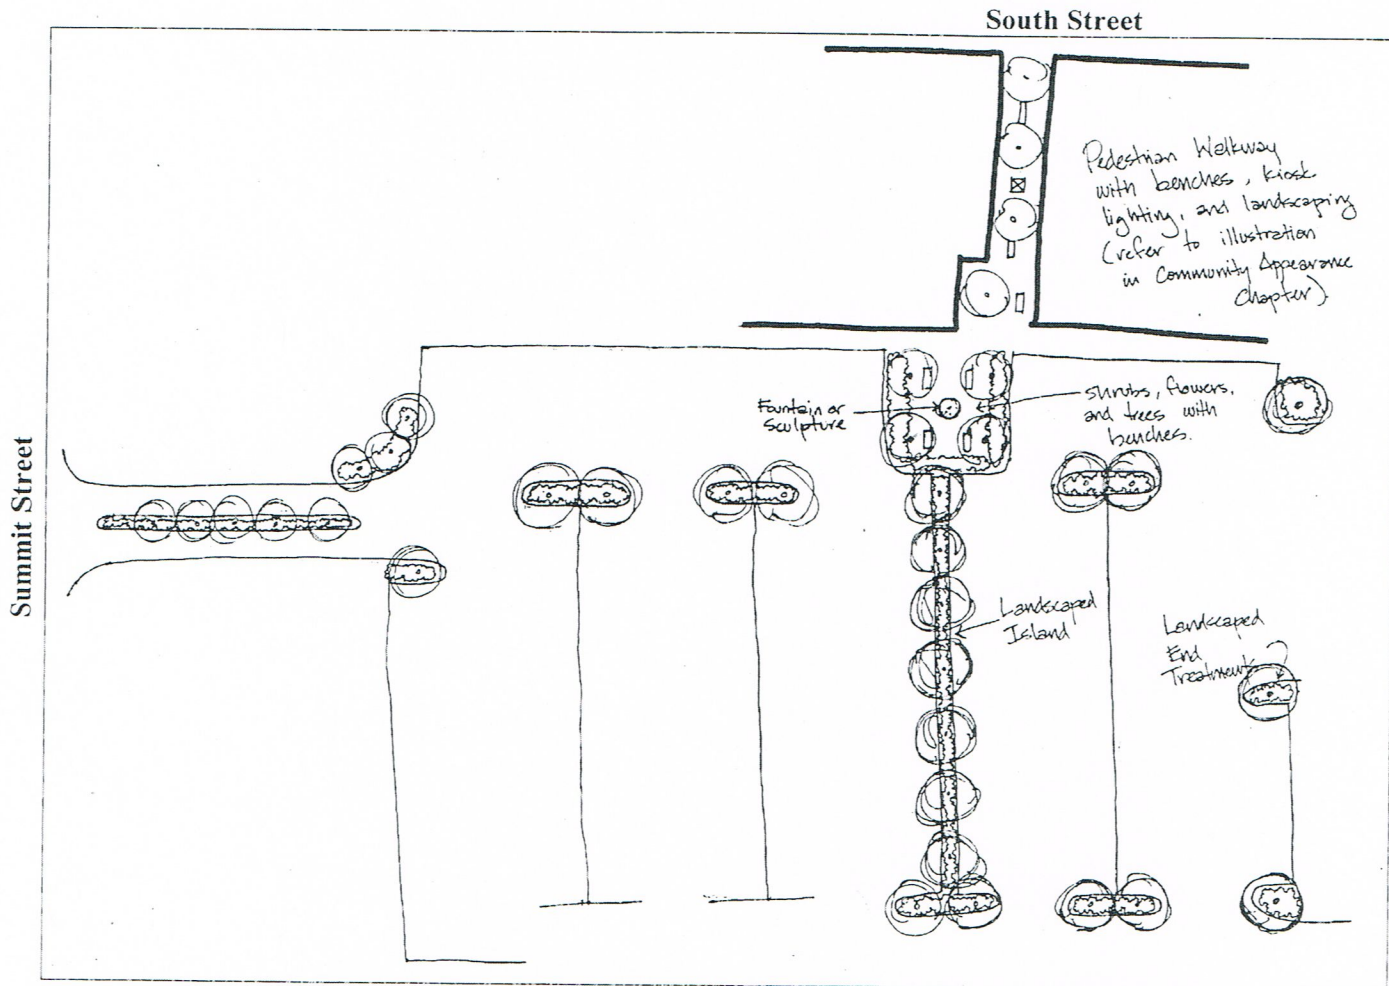 South Street
Pedestrian Walkway
with benches, kiosk
lighting, and landscaping
(refer to illustration
in Community Appearance
Chapter).
Fountain or
Sculpture
shrubs, flowers,
and trees with
benches.
Summit Street
Landscaped
Island
Landscaped
End
Treatments